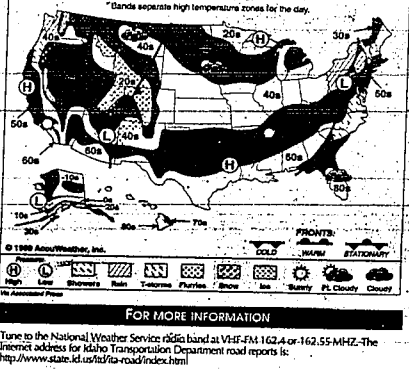 "Bands separate high temperature zones for the day.
40s
40s
20s
H
30s
L
H
20s
40s
50s
50s
L
40s
60s
60s
50s
H
-10s
L
0s
20s
10s
30s
80s
70s
80s
FRONTS:
COLD
WARM
STATIONARY
© 1999 AccuWeather, Inc.
Pressure:
H
L
High
Low
Showers
Rain
T-storms
Flurries
Snow
Ice
Sunny
Pt. Cloudy
Cloudy
Via Associated Press
FOR MORE INFORMATION
Tune to the National Weather Service radio band at VHF-FM 162.4 or 162.55 MHZ. The
Internet address for Idaho Transportation Department road reports is:
http://www.state.id.us/itd/ita-road/index.html